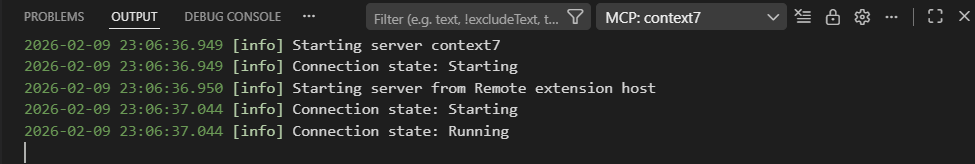 PROBLEMS OUTPUT DEBUG CONSOLE ··· Filter (e.g. text, !excludeText, t... MCP: context7 ···
2026-02-09 23:06:36.949 [info] Starting server context7
2026-02-09 23:06:36.949 [info] Connection state: Starting
2026-02-09 23:06:36.950 [info] Starting server from Remote extension host
2026-02-09 23:06:37.044 [info] Connection state: Starting
2026-02-09 23:06:37.044 [info] Connection state: Running